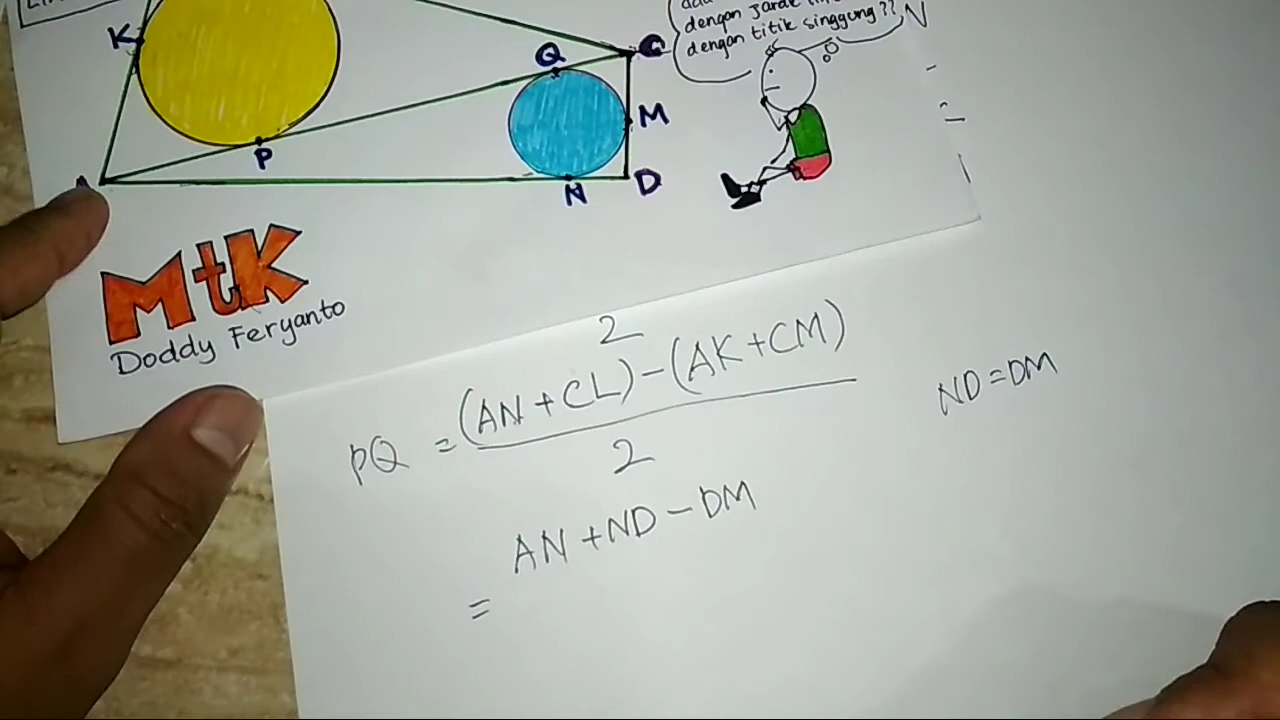 K
Q
C
dengan jarak
dengan titik singgung??
N
M
P
N
D
MtK
Doddy Feryanto
2
PQ = (AN + CL) - (AK + CM)
2
ND = DM
AN + ND - DM
=